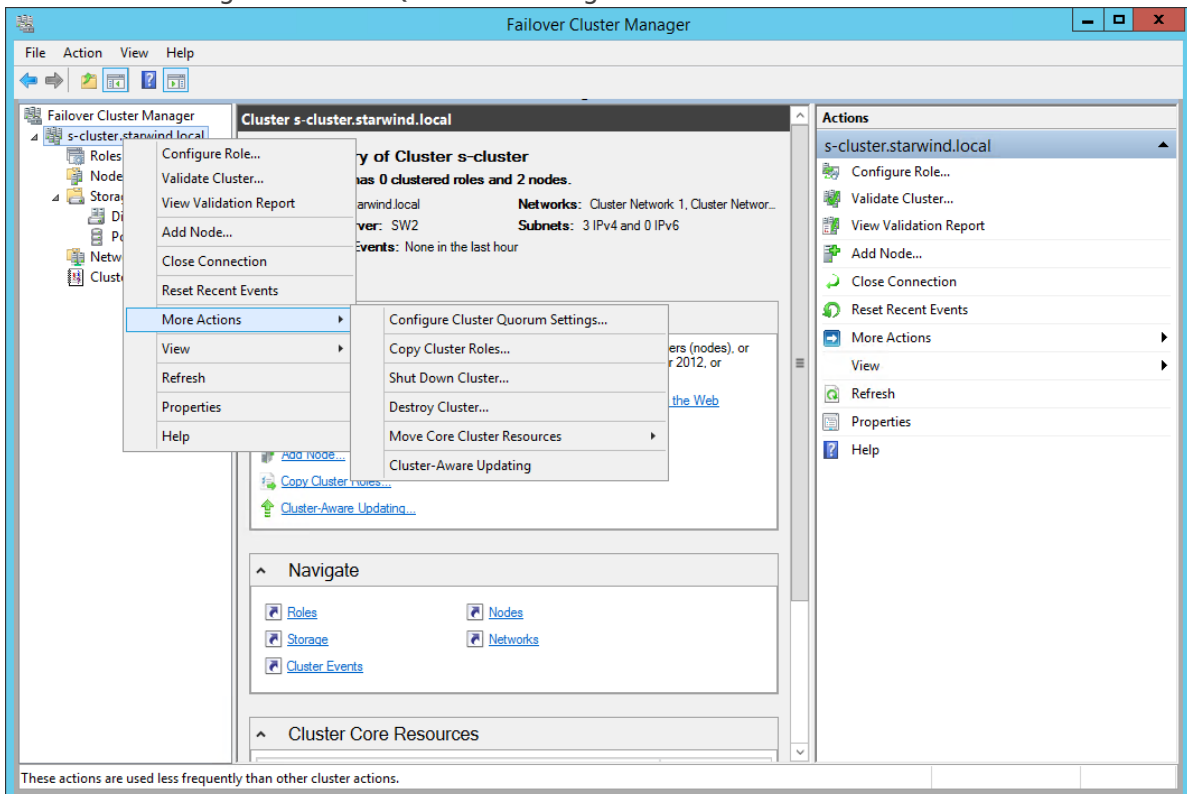 Failover Cluster Manager
File Action View Help
Failover Cluster Manager
s-cluster.starwind.local
Roles
Node
Stora
Di
Po
Netw
Clust
Configure Role...
Validate Cluster...
View Validation Report
Add Node...
Close Connection
Reset Recent Events
More Actions
View
Refresh
Properties
Help
Configure Cluster Quorum Settings...
Copy Cluster Roles...
Shut Down Cluster...
Destroy Cluster...
Move Core Cluster Resources
Cluster-Aware Updating
Cluster s-cluster.starwind.local
y of Cluster s-cluster
has 0 clustered roles and 2 nodes.
arwind.local Networks: Cluster Network 1, Cluster Networ...
ver: SW2 Subnets: 3 IPv4 and 0 IPv6
Events: None in the last hour
ers (nodes), or
r 2012, or
the Web
Add Node...
Copy Cluster Roles...
Cluster-Aware Updating...
Navigate
Roles Nodes
Storage Networks
Cluster Events
Cluster Core Resources
Actions
s-cluster.starwind.local
Configure Role...
Validate Cluster...
View Validation Report
Add Node...
Close Connection
Reset Recent Events
More Actions
View
Refresh
Properties
Help
These actions are used less frequently than other cluster actions.